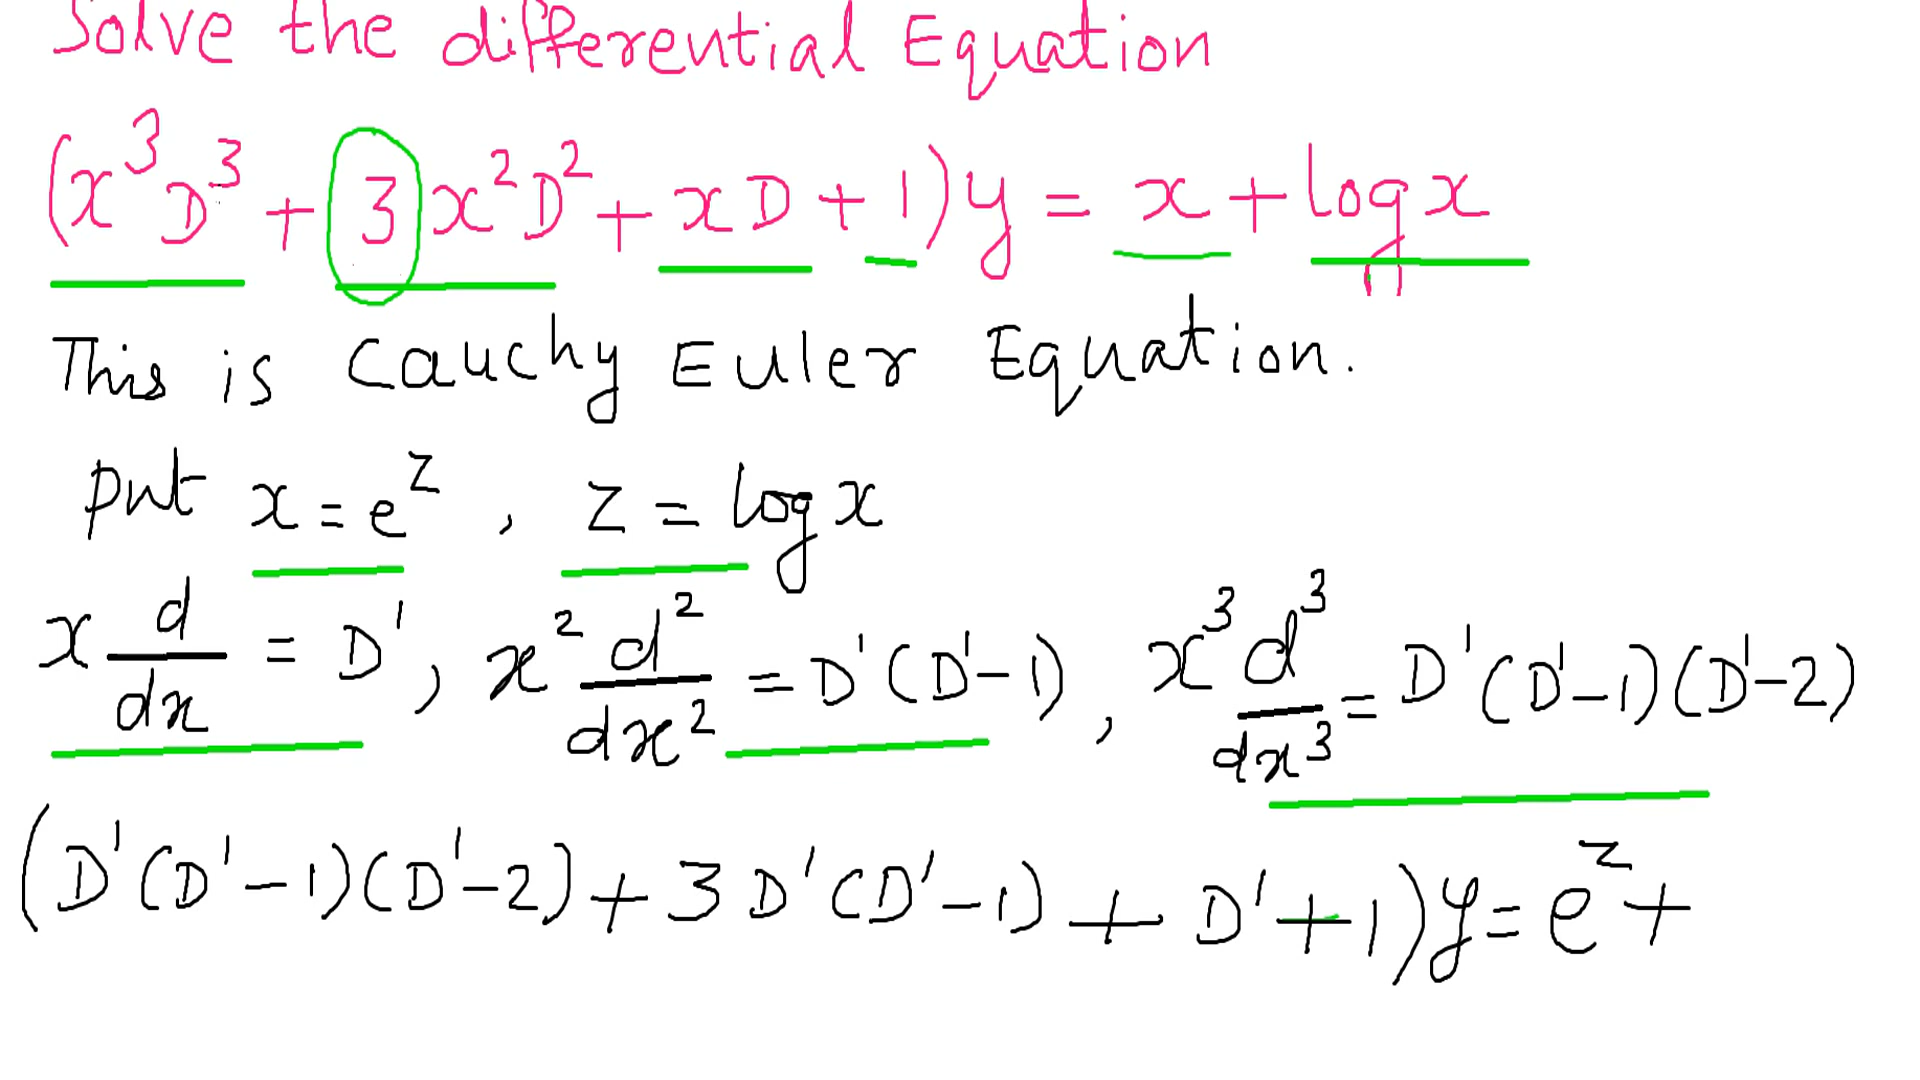 Solve the differential Equation
(x³D³ + 3x²D² + xD + 1)y = x + log x
This is Cauchy Euler Equation.
put x = e^z , z = log x
x d/dx = D', x² d²/dx² = D'(D'-1), x³ d³/dx³ = D'(D'-1)(D'-2)
(D'(D'-1)(D'-2) + 3D'(D'-1) + D' + 1)y = e^z +